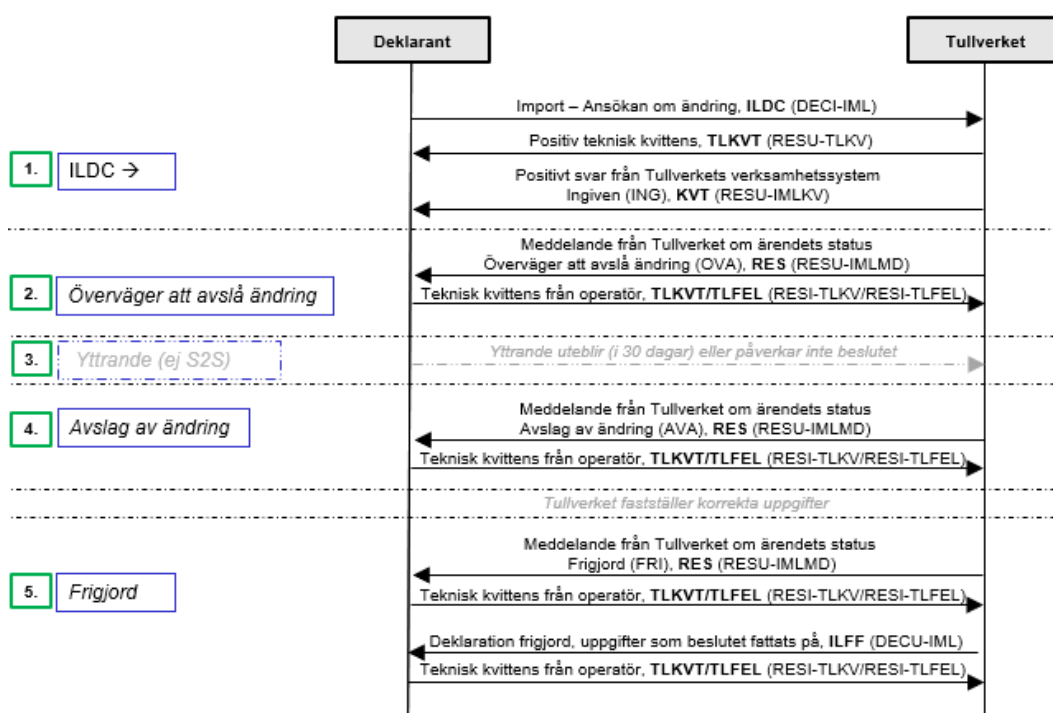 Deklarant
Tullverket
Import – Ansökan om ändring, ILDC (DECI-IML)
Positiv teknisk kvittens, TLKVT (RESU-TLKV)
1.
ILDC →
Positivt svar från Tullverkets verksamhetssystem
Ingiven (ING), KVT (RESU-IMLKV)
Meddelande från Tullverket om ärendets status
Överväger att avslå ändring (OVA), RES (RESU-IMLMD)
2.
Överväger att avslå ändring
Teknisk kvittens från operatör, TLKVT/TLFEL (RESI-TLKV/RESI-TLFEL)
3.
Yttrande (ej S2S)
Yttrande uteblir (i 30 dagar) eller påverkar inte beslutet
Meddelande från Tullverket om ärendets status
4.
Avslag av ändring
Avslag av ändring (AVA), RES (RESU-IMLMD)
Teknisk kvittens från operatör, TLKVT/TLFEL (RESI-TLKV/RESI-TLFEL)
Tullverket fastställer korrekta uppgifter
Meddelande från Tullverket om ärendets status
Frigjord (FRI), RES (RESU-IMLMD)
5.
Frigjord
Teknisk kvittens från operatör, TLKVT/TLFEL (RESI-TLKV/RESI-TLFEL)
Deklaration frigjord, uppgifter som beslutet fattats på, ILFF (DECU-IML)
Teknisk kvittens från operatör, TLKVT/TLFEL (RESI-TLKV/RESI-TLFEL)